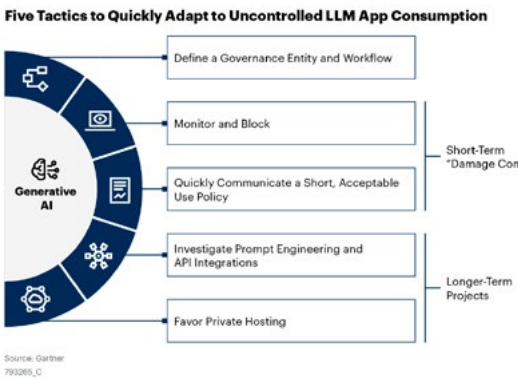 Five Tactics to Quickly Adapt to Uncontrolled LLM App Consumption
Define a Governance Entity and Workflow
Monitor and Block
Short-Term
"Damage Con
Generative
AI
Quickly Communicate a Short, Acceptable
Use Policy
Investigate Prompt Engineering and
API Integrations
Longer-Term
Projects
Favor Private Hosting
Source: Gartner
793265_C